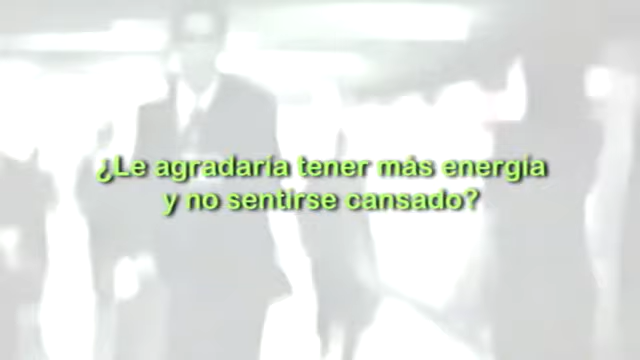 ¿Le agradaría tener más energía
y no sentirse cansado?